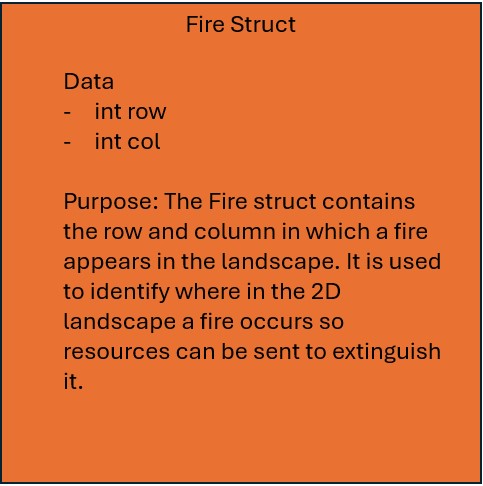 Fire Struct
Data
- int row
- int col
Purpose: The Fire struct contains
the row and column in which a fire
appears in the landscape. It is used
to identify where in the 2D
landscape a fire occurs so
resources can be sent to extinguish
it.